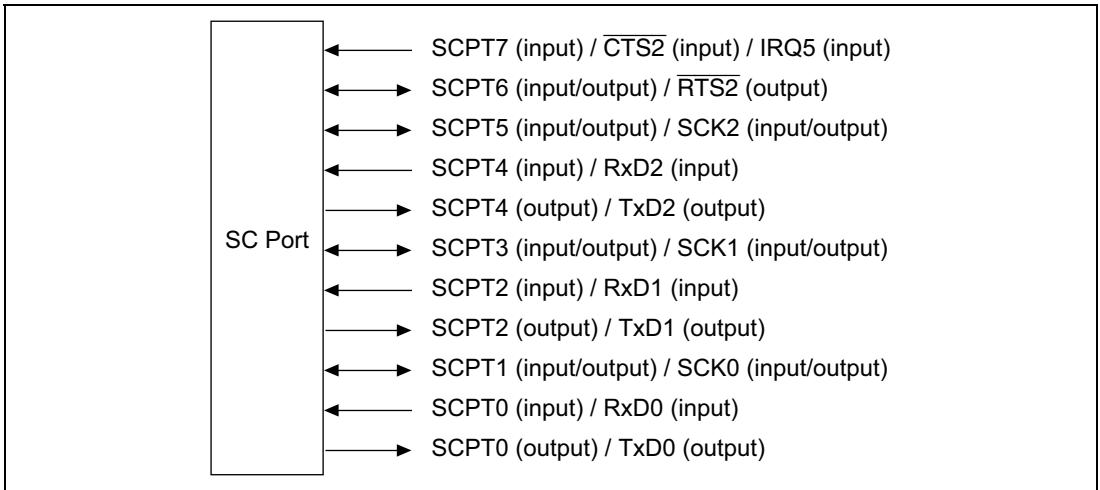 SCPT7 (input) / C̅T̅S̅2̅ (input) / IRQ5 (input)
SCPT6 (input/output) / R̅T̅S̅2̅ (output)
SCPT5 (input/output) / SCK2 (input/output)
SCPT4 (input) / RxD2 (input)
SCPT4 (output) / TxD2 (output)
SC Port
SCPT3 (input/output) / SCK1 (input/output)
SCPT2 (input) / RxD1 (input)
SCPT2 (output) / TxD1 (output)
SCPT1 (input/output) / SCK0 (input/output)
SCPT0 (input) / RxD0 (input)
SCPT0 (output) / TxD0 (output)